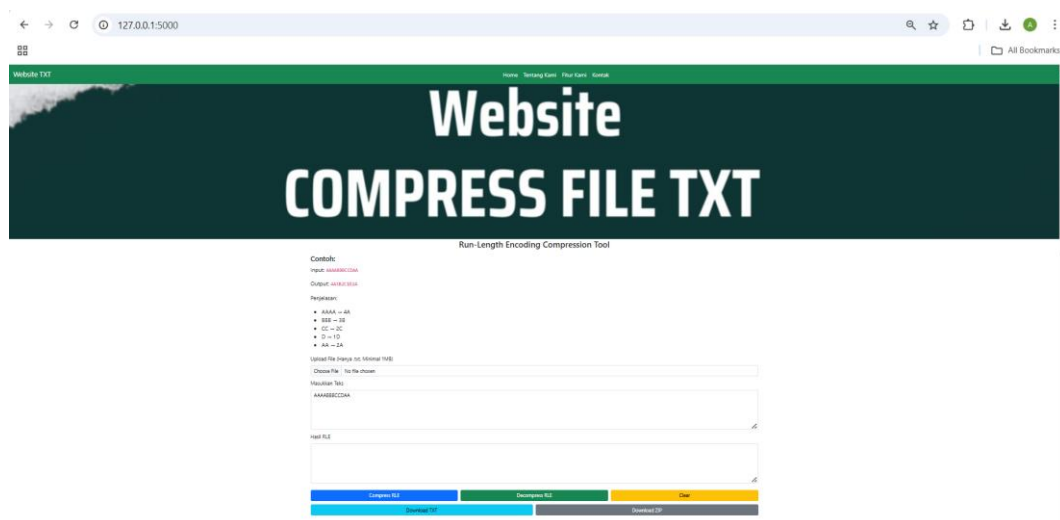 127.0.0.1:5000
All Bookmarks
Website TXT Home Tentang Kami Fitur Kami Kontak
Website
COMPRESS FILE TXT
Run-Length Encoding Compression Tool
Contoh:
Input: AAAABBBCCDAA
Output:
Penjelasan:
AAAA → 4A
BBB → 3B
CC → 2C
D → 1D
AA → 2A
Upload File (Hanya .txt, Minimal 1MB)
Choose File No file chosen
Masukkan Teks
AAAABBBCCDAA
Hasil RLE
Compress RLE Decompress RLE Clear
Download TXT Download ZIP